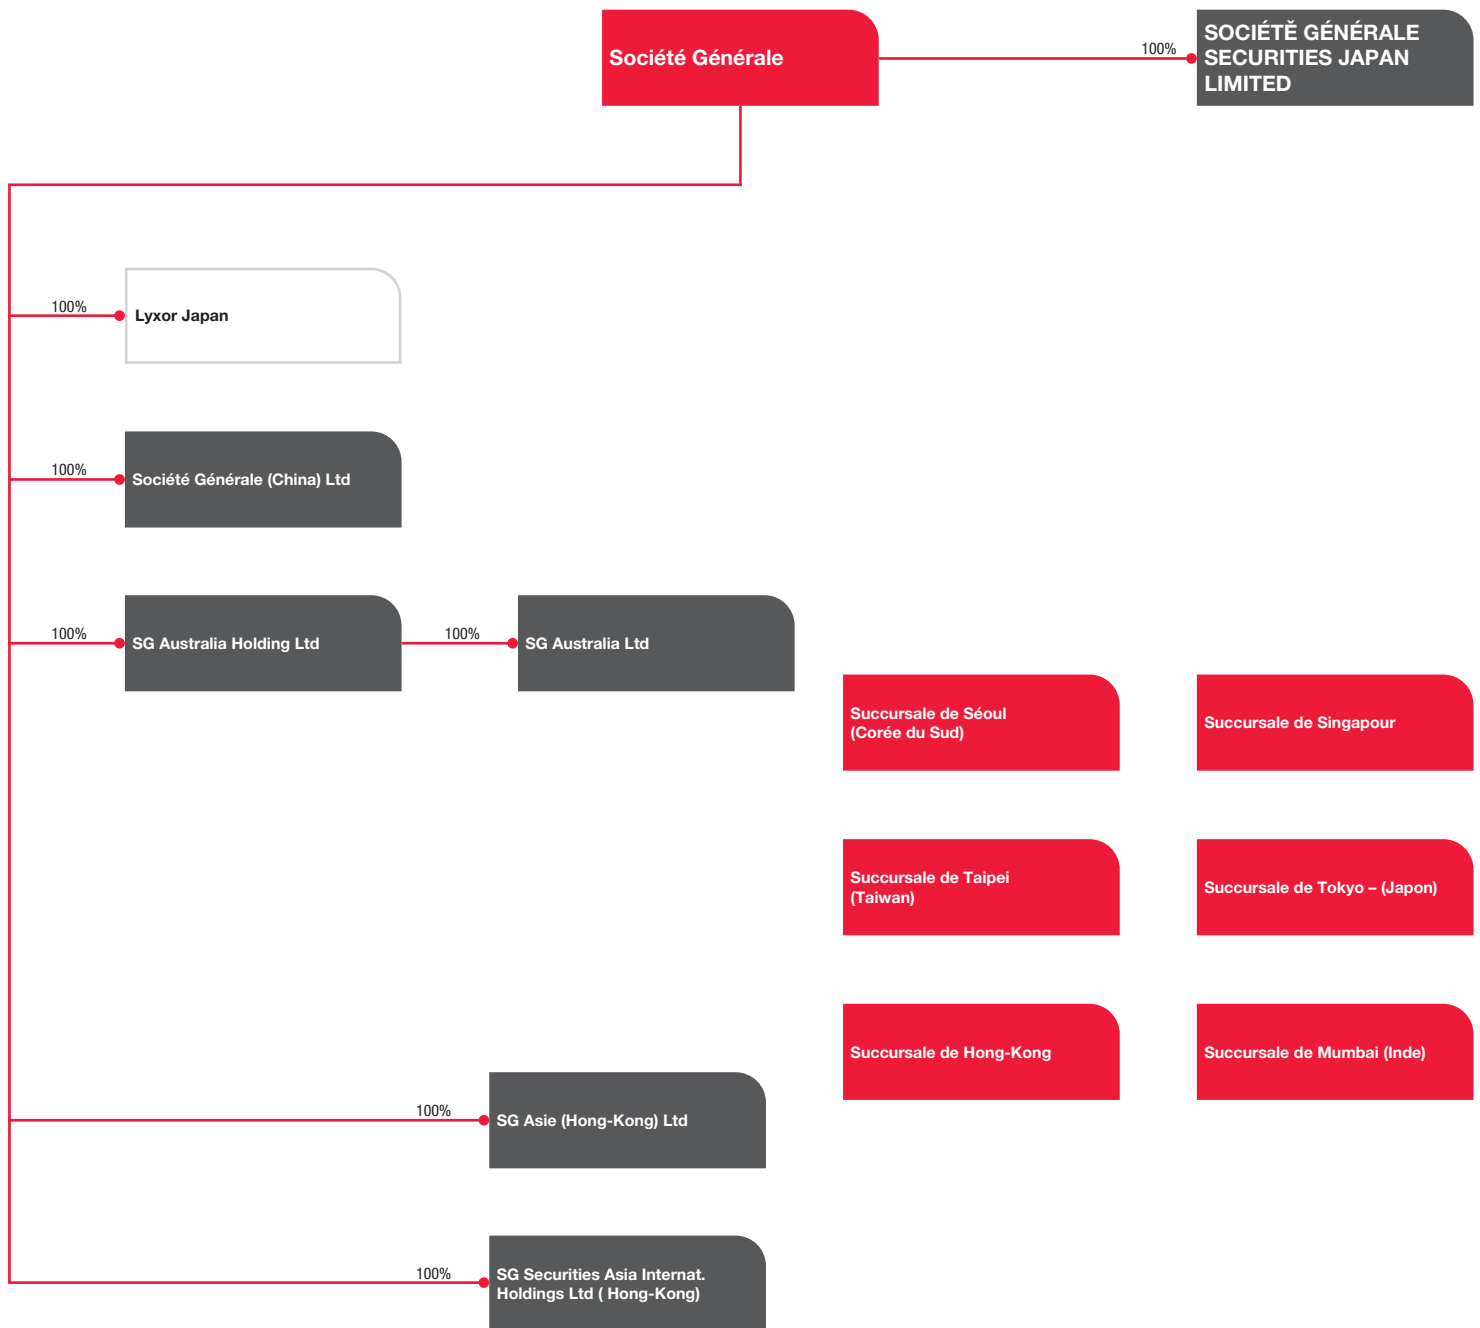 Société Générale
100%
SOCIÉTĚ GÉNÉRALE
SECURITIES JAPAN
LIMITED
100%
Lyxor Japan
100%
Société Générale (China) Ltd
100%
SG Australia Holding Ltd
100%
SG Australia Ltd
Succursale de Séoul
(Corée du Sud)
Succursale de Singapour
Succursale de Taipei
(Taiwan)
Succursale de Tokyo – (Japon)
Succursale de Hong-Kong
Succursale de Mumbai (Inde)
100%
SG Asie (Hong-Kong) Ltd
100%
SG Securities Asia Internat.
Holdings Ltd ( Hong-Kong)